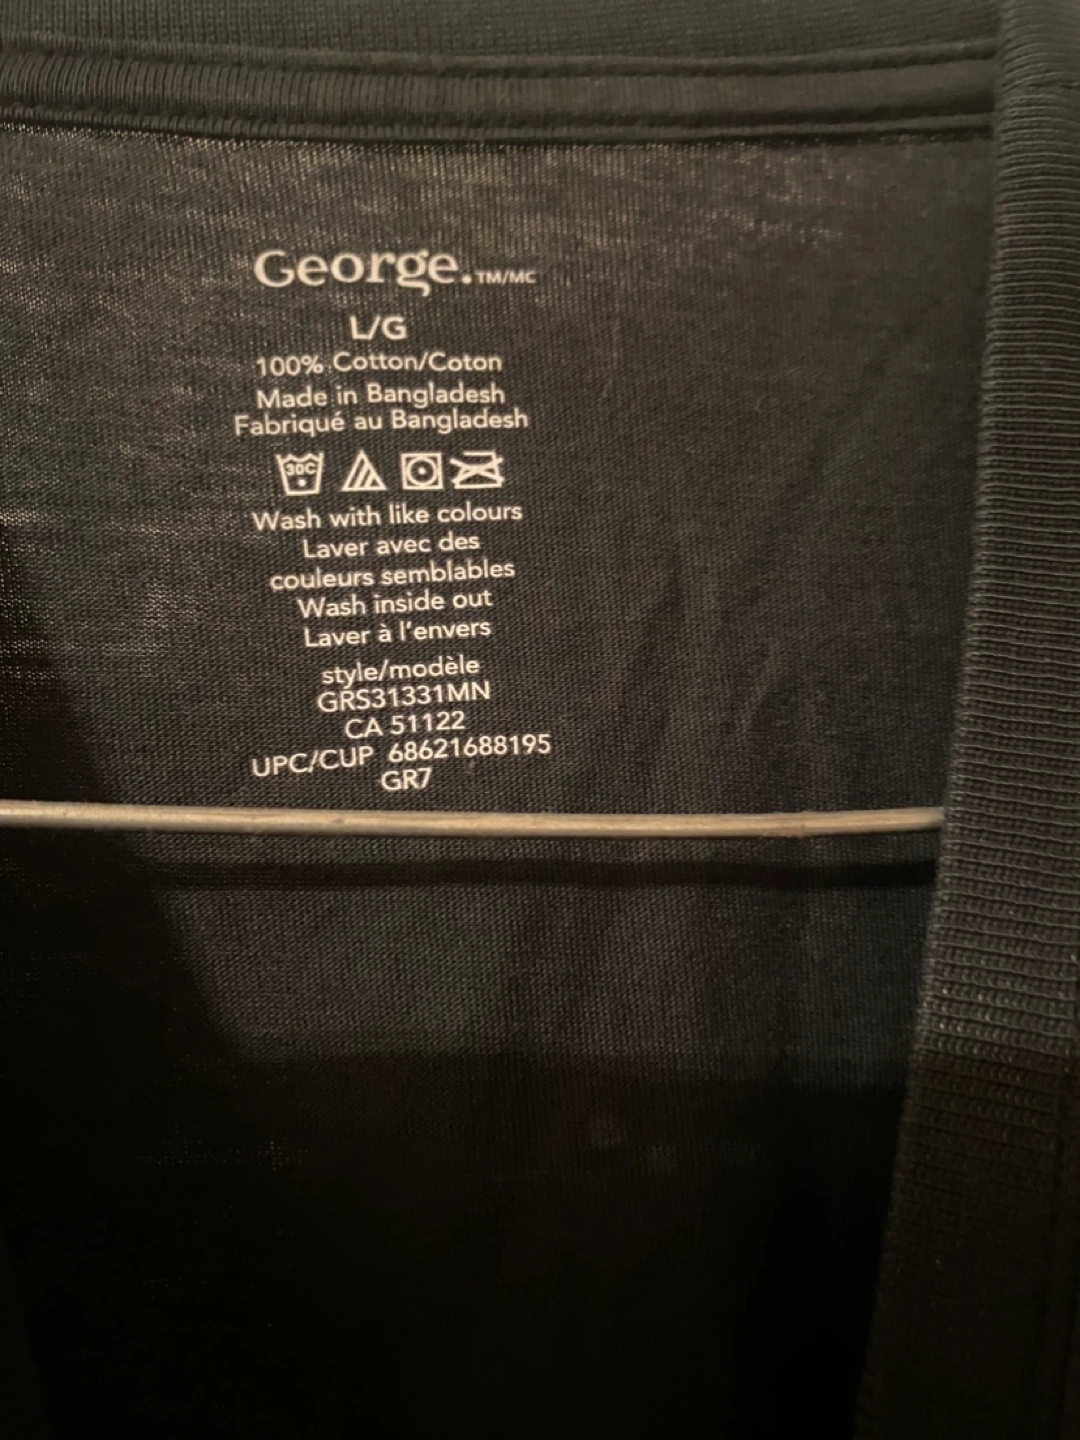 George.TM/MC
L/G
100% Cotton/Coton
Made in Bangladesh
Fabriqué au Bangladesh
30C
Wash with like colours
Laver avec des
couleurs semblables
Wash inside out
Laver à l'envers
style/modèle
GRS31331MN
CA 51122
UPC/CUP 68621688195
GR7